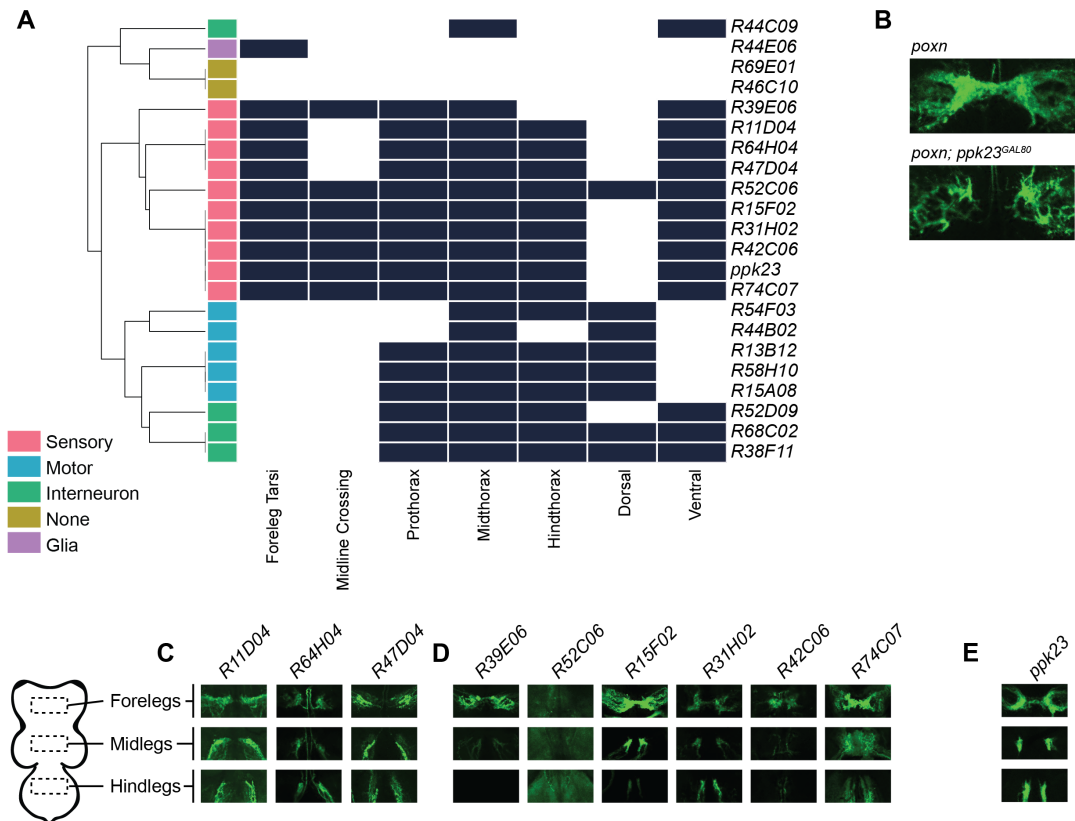 A
R44C09
R44E06
R69E01
R46C10
R39E06
R11D04
R64H04
R47D04
R52C06
R15F02
R31H02
R42C06
ppk23
R74C07
R54F03
R44B02
R13B12
R58H10
R15A08
R52D09
R68C02
R38F11
Sensory
Motor
Interneuron
None
Glia
Foreleg Tarsi
Midline Crossing
Prothorax
Midthorax
Hindthorax
Dorsal
Ventral
B
poxn
poxn; ppk23GAL80
C
R11D04
R64H04
R47D04
D
R39E06
R52C06
R15F02
R31H02
R42C06
R74C07
E
ppk23
Forelegs
Midlegs
Hindlegs